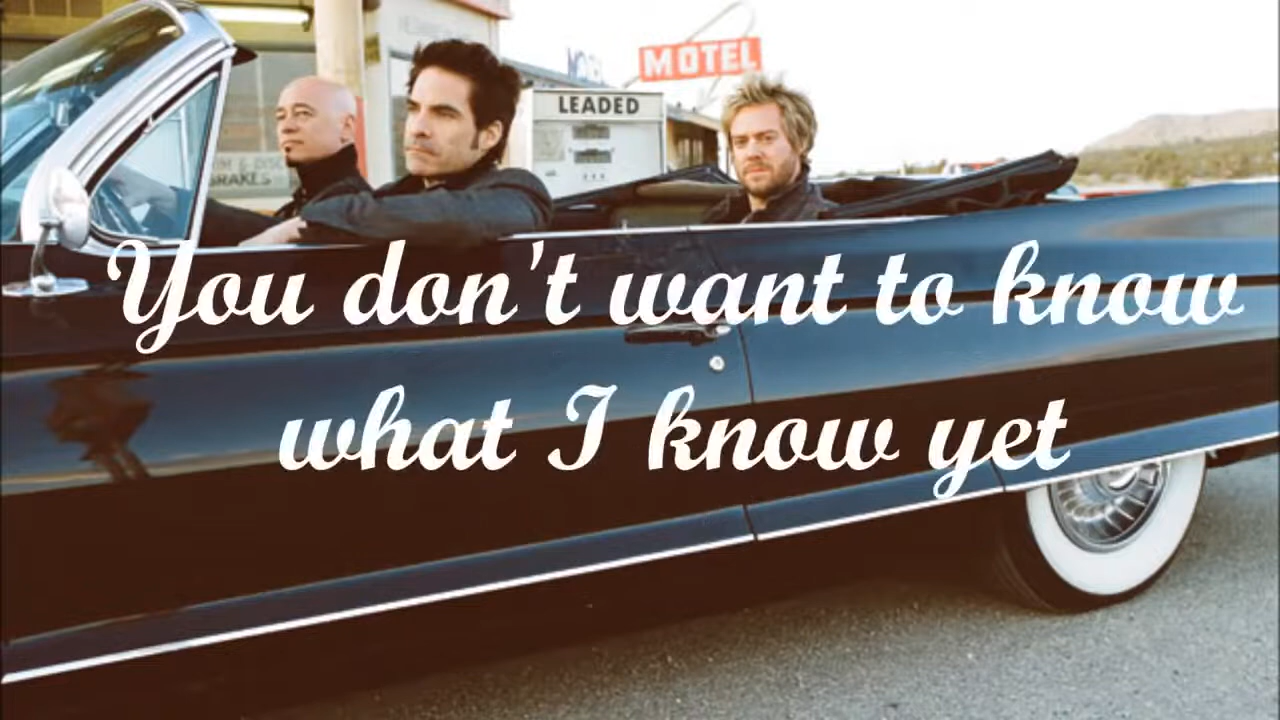 MOTEL
LEADED
BRAKES
You don't want to know
what I know yet